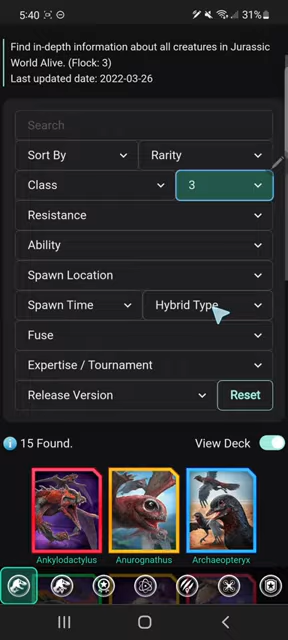 5:40
31%
Find in-depth information about all creatures in Jurassic
World Alive. (Flock: 3)
Last updated date: 2022-03-26
Search
Sort By
Rarity
Class
3
Resistance
Ability
Spawn Location
Spawn Time
Hybrid Type
Fuse
Expertise / Tournament
Release Version
Reset
15 Found.
View Deck
Ankylodactylus
Anurognathus
Archaeopteryx